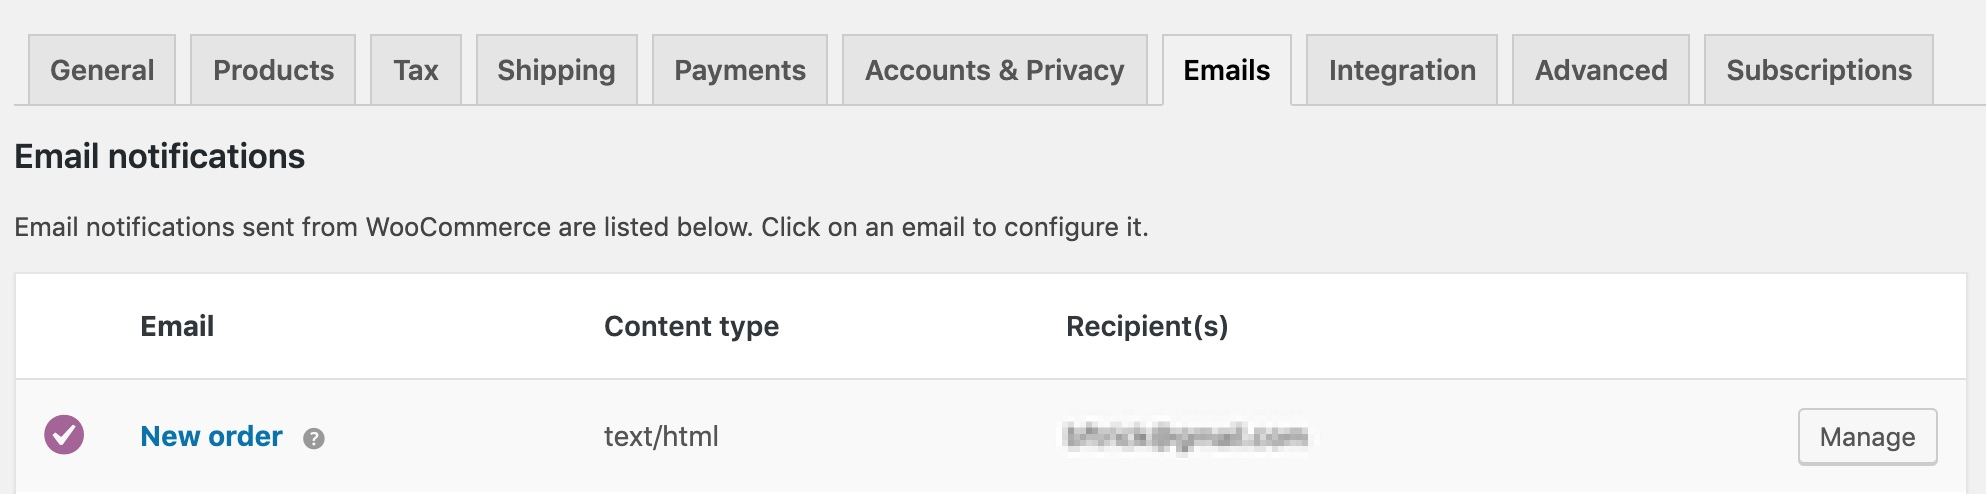 General Products Tax Shipping Payments Accounts & Privacy Emails Integration Advanced Subscriptions
Email notifications
Email notifications sent from WooCommerce are listed below. Click on an email to configure it.
Email Content type Recipient(s)
New order ? text/html Manage